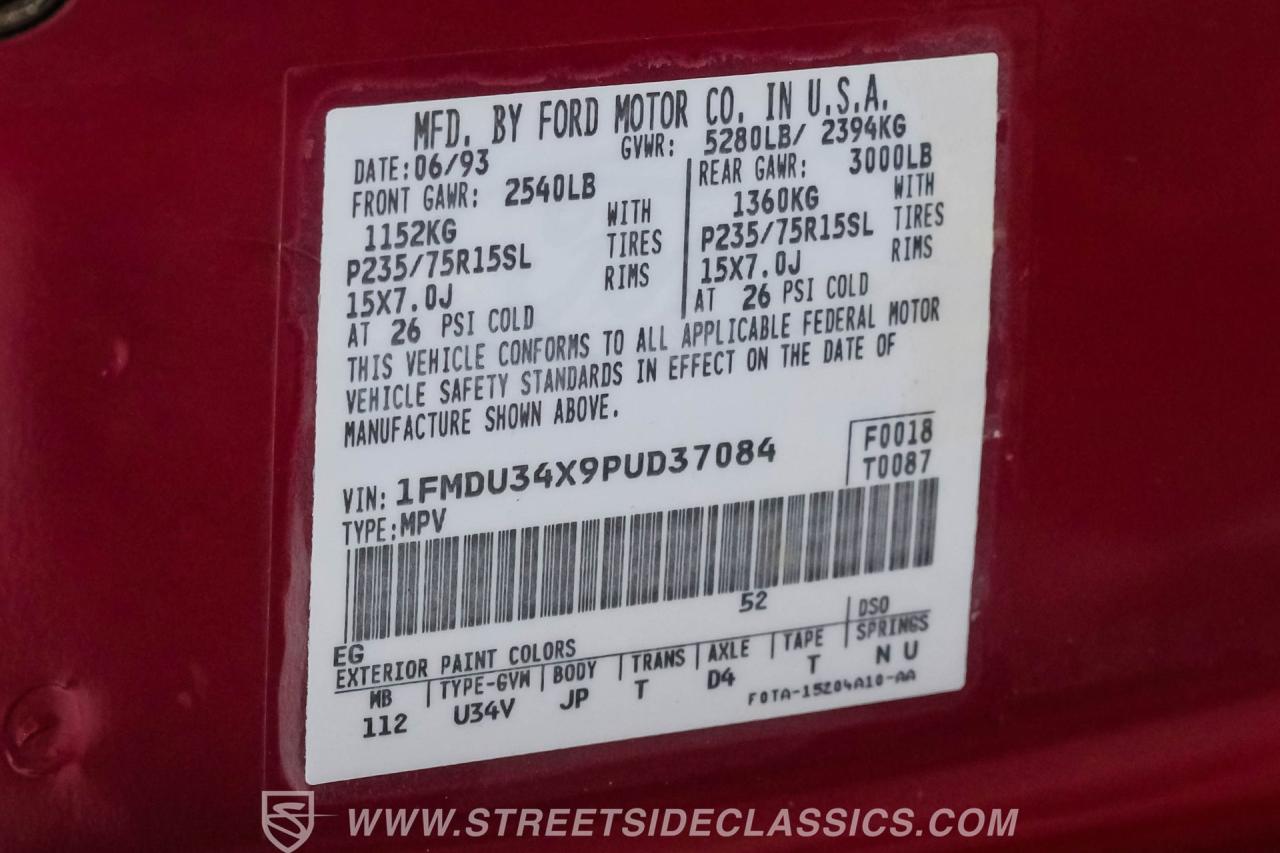 MFD. BY FORD MOTOR CO. IN U.S.A.
DATE: 06/93 GVWR: 5280LB/ 2394KG
FRONT GAWR: 2540LB
1152KG WITH
P235/75R15SL TIRES
15X7.0J RIMS
AT 26 PSI COLD
REAR GAWR: 3000LB
1360KG WITH
P235/75R15SL TIRES
15X7.0J RIMS
AT 26 PSI COLD
THIS VEHICLE CONFORMS TO ALL APPLICABLE FEDERAL MOTOR
VEHICLE SAFETY STANDARDS IN EFFECT ON THE DATE OF
MANUFACTURE SHOWN ABOVE.
VIN: 1FMDU34X9PUD37084
F0018
T0087
TYPE: MPV
52
EG
EXTERIOR PAINT COLORS DSO
WB TYPE-GVW BODY TRANS AXLE TAPE SPRINGS
112 U34V JP T D4 T N U
F0TA-15204A10-AA
WWW.STREETSIDECLASSICS.COM